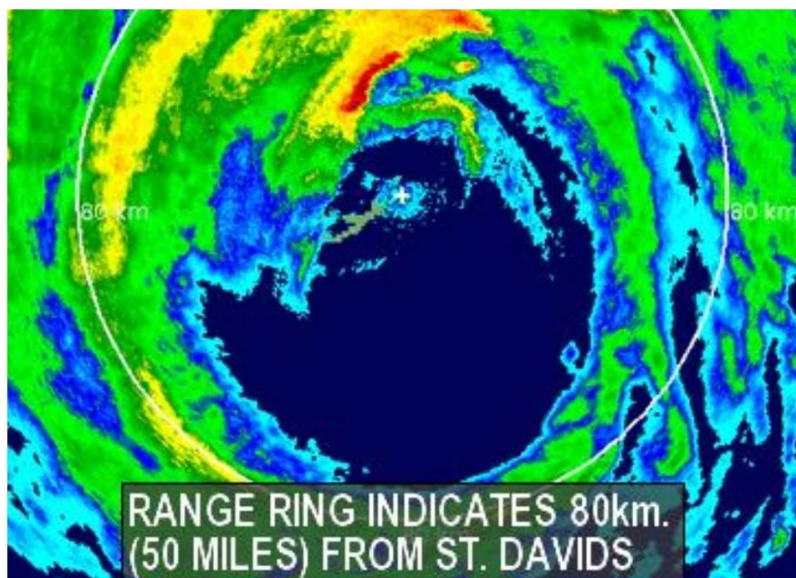 80 km 80 km
RANGE RING INDICATES 80km.
(50 MILES) FROM ST. DAVIDS